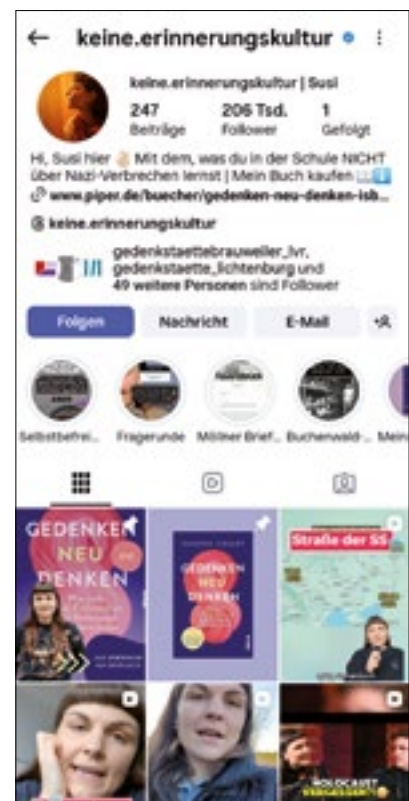 keine.erinnerungskultur
keine.erinnerungskultur | Susi
247 206 Tsd. 1
Beiträge Follower Gefolgt
Hi, Susi hier 👋 Mit dem, was du in der Schule NICHT
über Nazi-Verbrechen lernst | Mein Buch kaufen 📖⬇️
www.piper.de/buecher/gedenken-neu-denken-isb...
keine.erinnerungskultur
gedenkstaettebrauweiler_lvr,
gedenkstaette_lichtenburg und
49 weitere Personen sind Follower
Folgen Nachricht E-Mail
Selbstbefrei... Fragerunde Möllner Brief... Buchenwald-... Mein
GEDENKEN
NEU
DENKEN
GEDENKEN
NEU
DENKEN
Straße der SS
HOLOCAUST
VERGESSEN?!